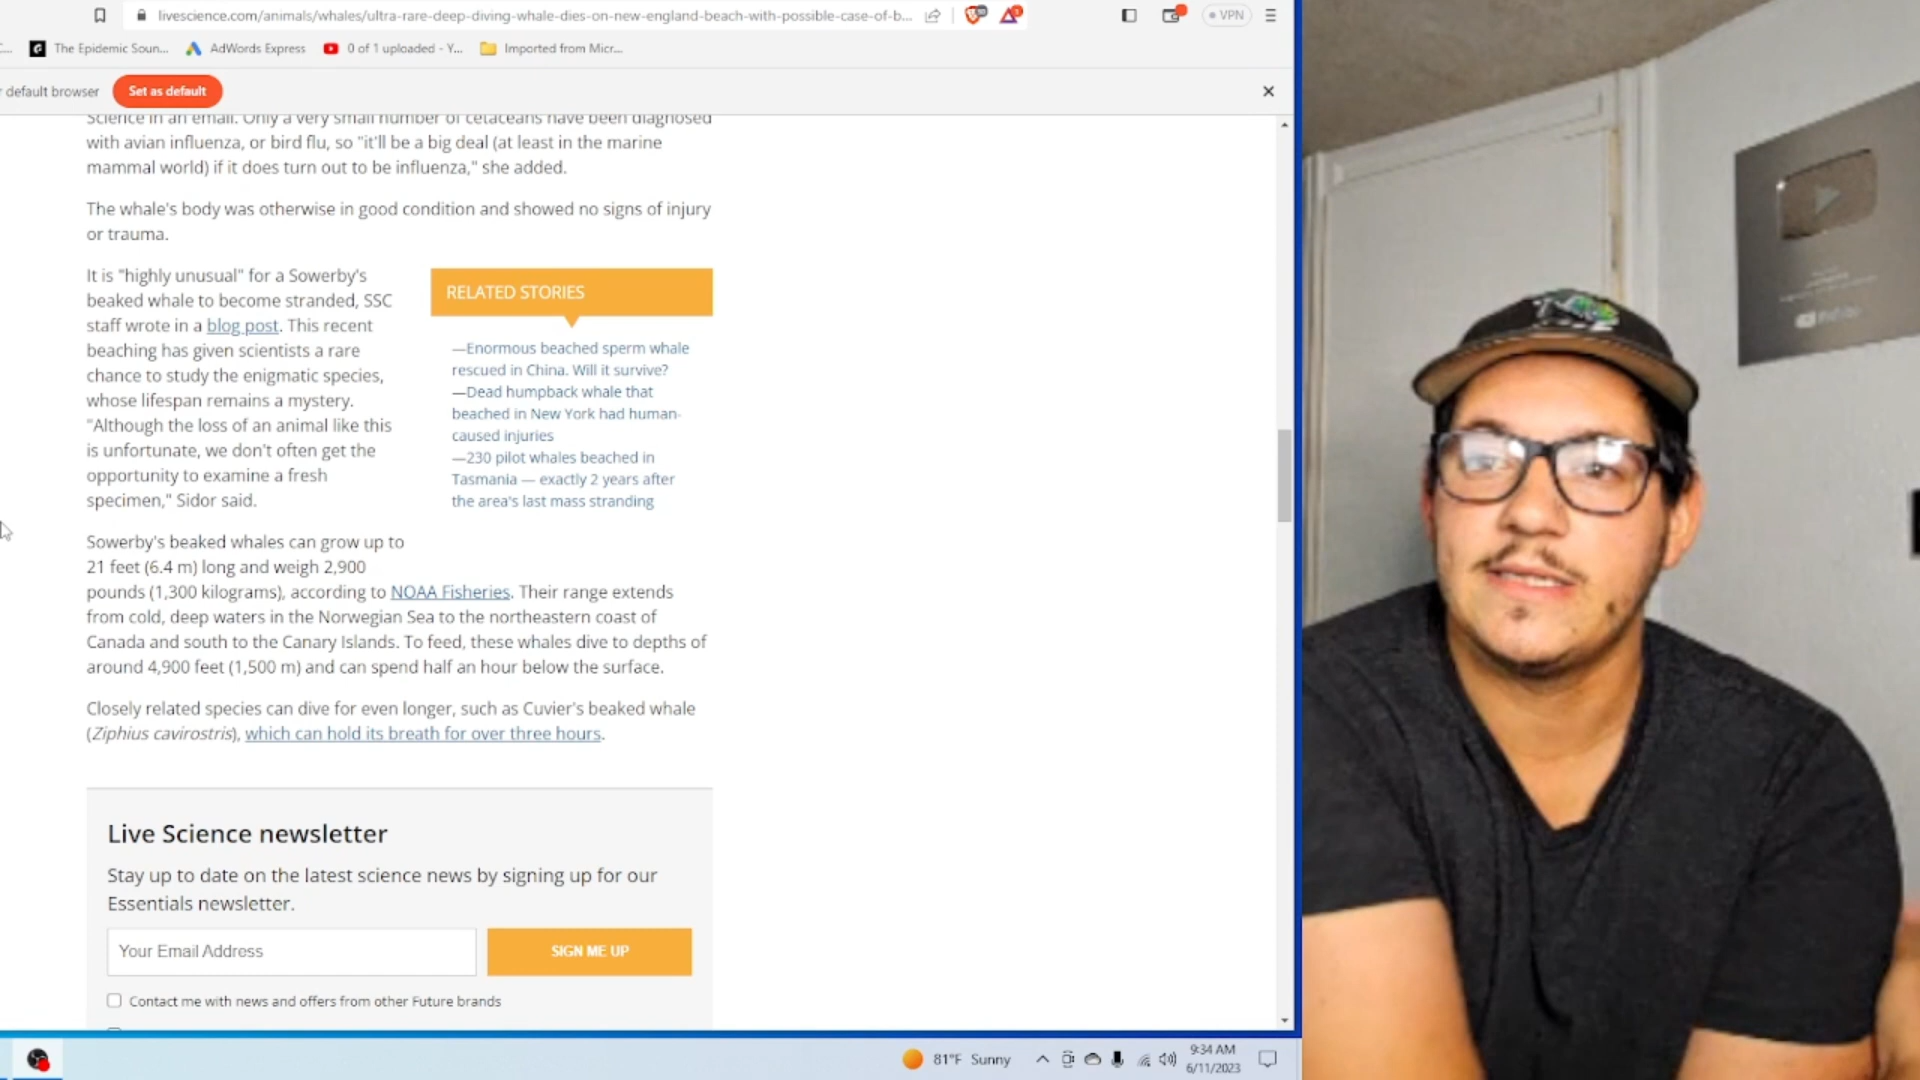 livescience.com/animals/whales/ultra-rare-deep-diving-whale-dies-on-new-england-beach-with-possible-case-of-b...
VPN
The Epidemic Soun...
AdWords Express
0 of 1 uploaded - Y...
Imported from Micr...
default browser
Set as default
Science in an email. Only a very small number of cetaceans have been diagnosed
with avian influenza, or bird flu, so "it'll be a big deal (at least in the marine
mammal world) if it does turn out to be influenza," she added.
The whale's body was otherwise in good condition and showed no signs of injury
or trauma.
It is "highly unusual" for a Sowerby's
beaked whale to become stranded, SSC
staff wrote in a blog post. This recent
beaching has given scientists a rare
chance to study the enigmatic species,
whose lifespan remains a mystery.
"Although the loss of an animal like this
is unfortunate, we don't often get the
opportunity to examine a fresh
specimen," Sidor said.
RELATED STORIES
—Enormous beached sperm whale
rescued in China. Will it survive?
—Dead humpback whale that
beached in New York had human-
caused injuries
—230 pilot whales beached in
Tasmania — exactly 2 years after
the area's last mass stranding
Sowerby's beaked whales can grow up to
21 feet (6.4 m) long and weigh 2,900
pounds (1,300 kilograms), according to NOAA Fisheries. Their range extends
from cold, deep waters in the Norwegian Sea to the northeastern coast of
Canada and south to the Canary Islands. To feed, these whales dive to depths of
around 4,900 feet (1,500 m) and can spend half an hour below the surface.
Closely related species can dive for even longer, such as Cuvier's beaked whale
(Ziphius cavirostris), which can hold its breath for over three hours.
Live Science newsletter
Stay up to date on the latest science news by signing up for our
Essentials newsletter.
Your Email Address
SIGN ME UP
Contact me with news and offers from other Future brands
81°F Sunny
9:34 AM
6/11/2023